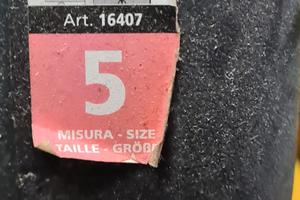 Art. 16407
5
MISURA - SIZE
TAILLE - GRÖß